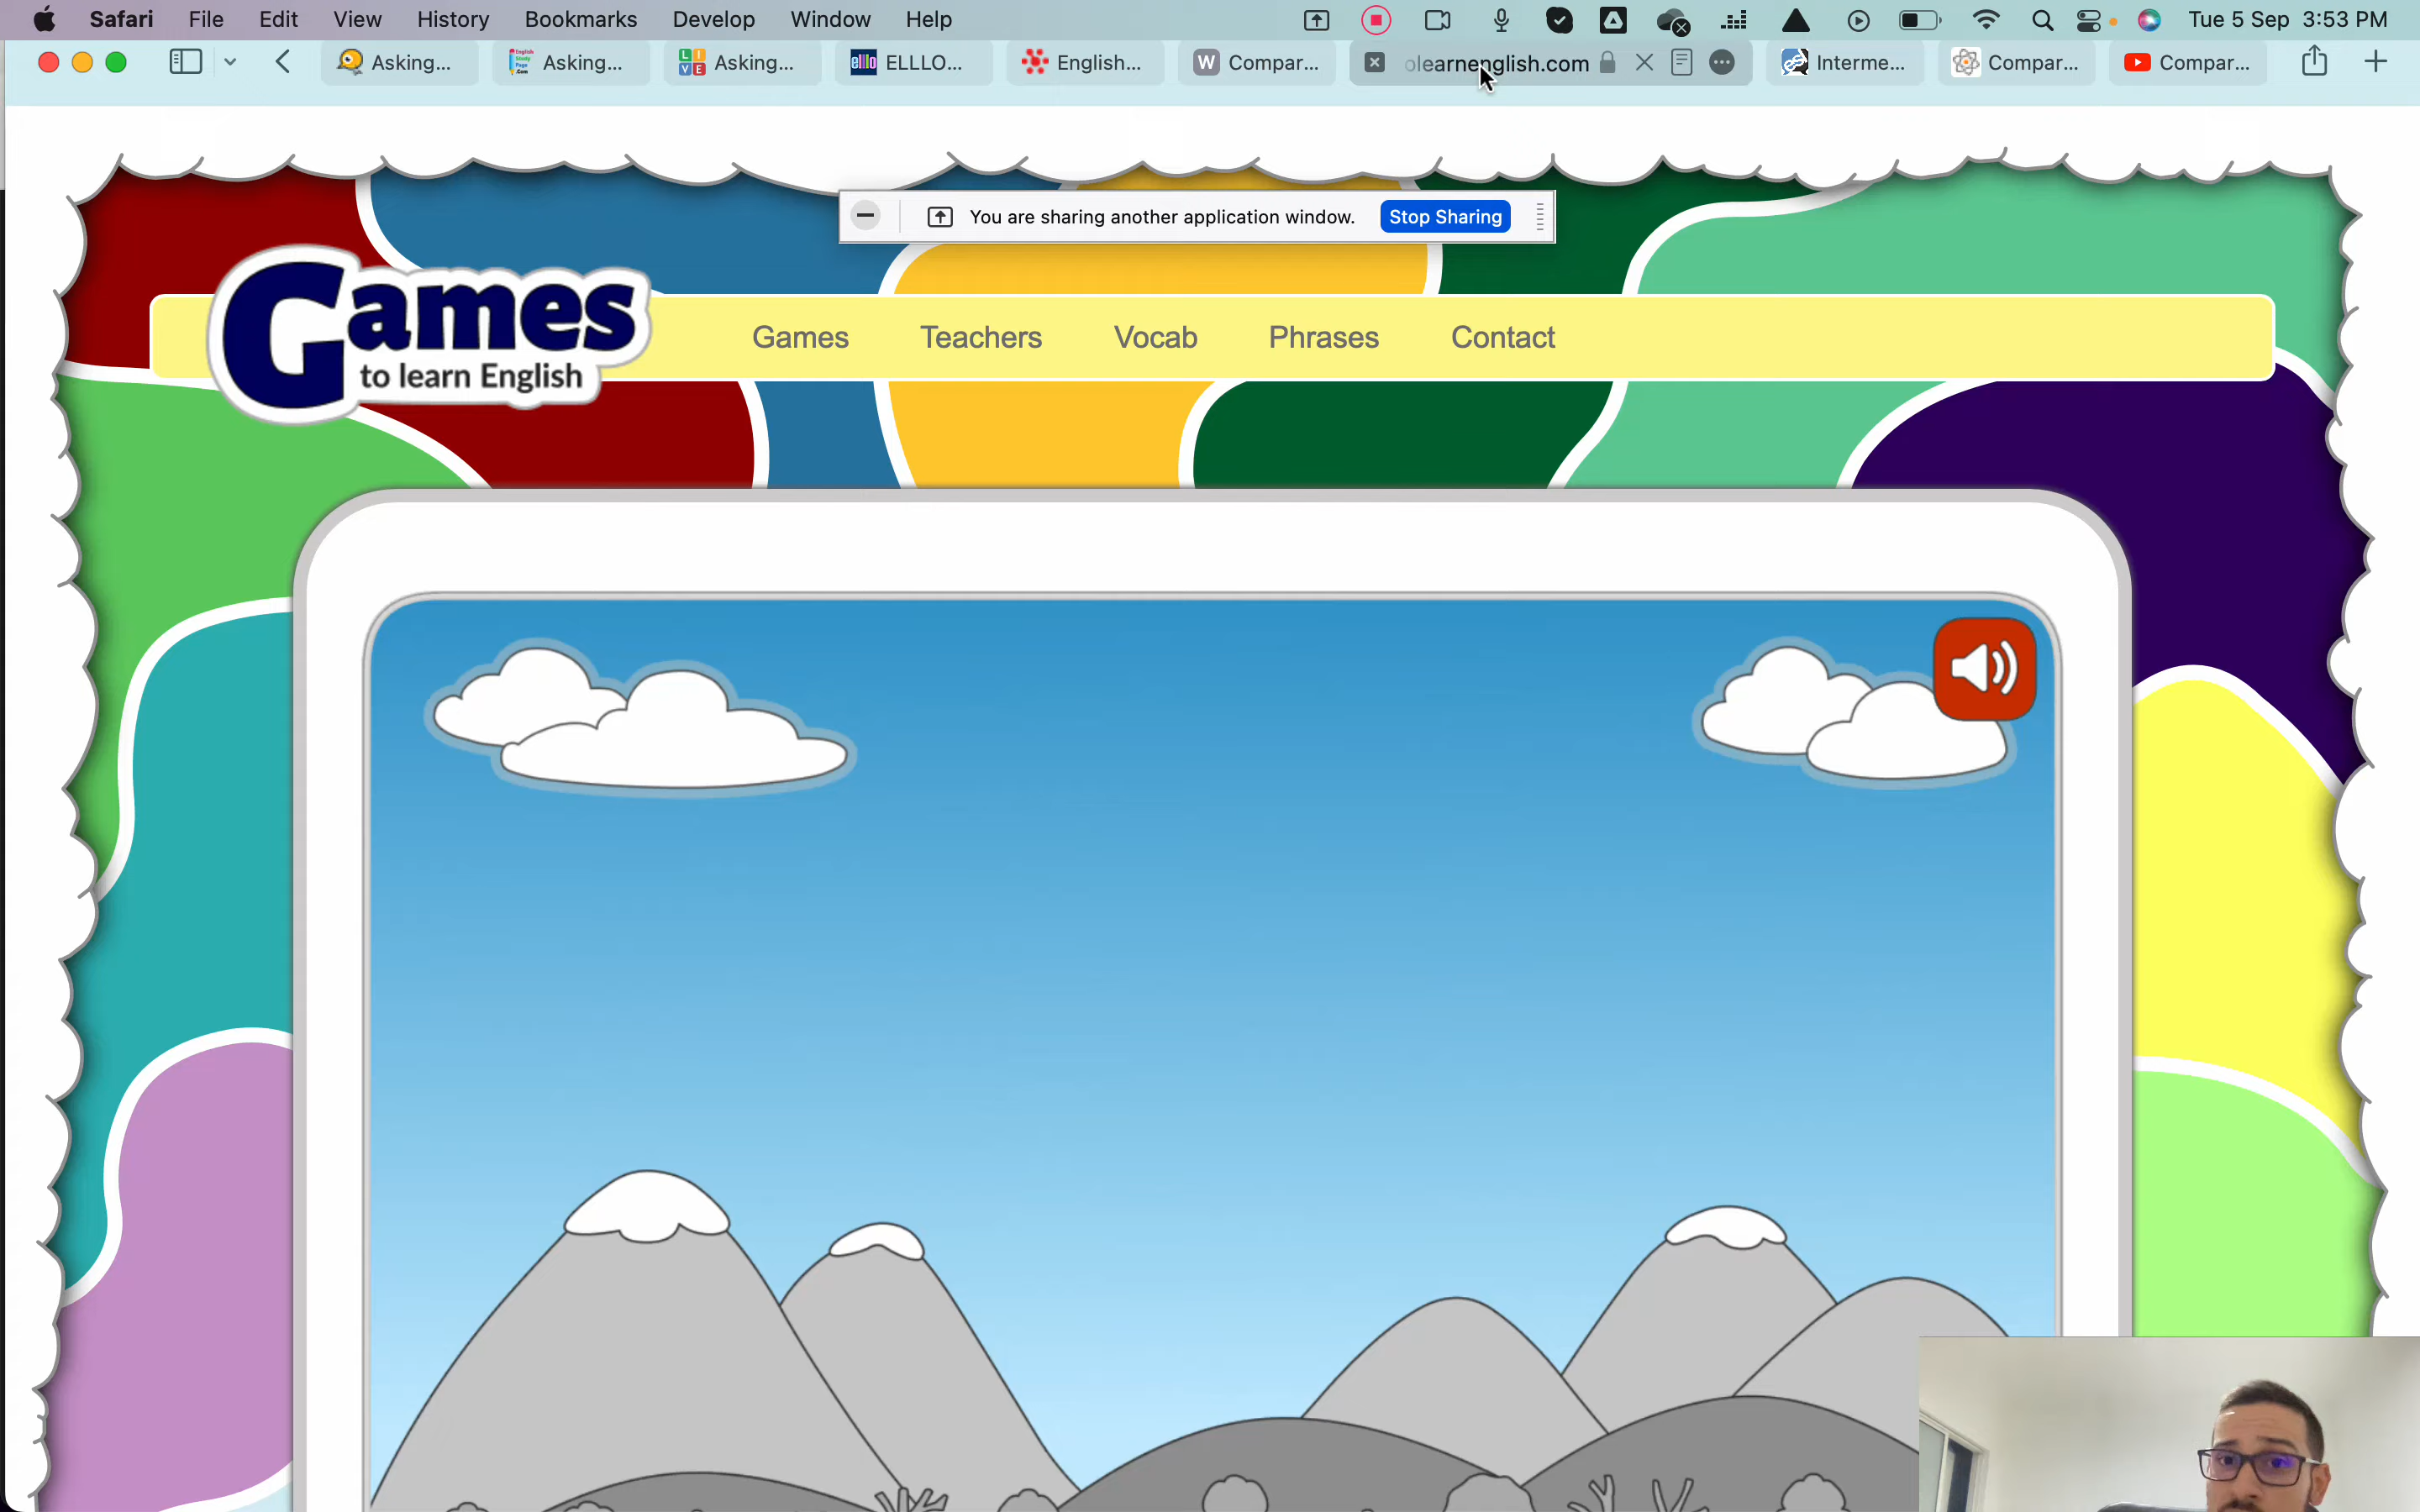 Safari File Edit View History Bookmarks Develop Window Help Tue 5 Sep 3:53 PM
Asking... Asking... Asking... ELLLO... English... Compar... olearnenglish.com Interme... Compar... Compar...
You are sharing another application window. Stop Sharing
Games
to learn English
Games Teachers Vocab Phrases Contact